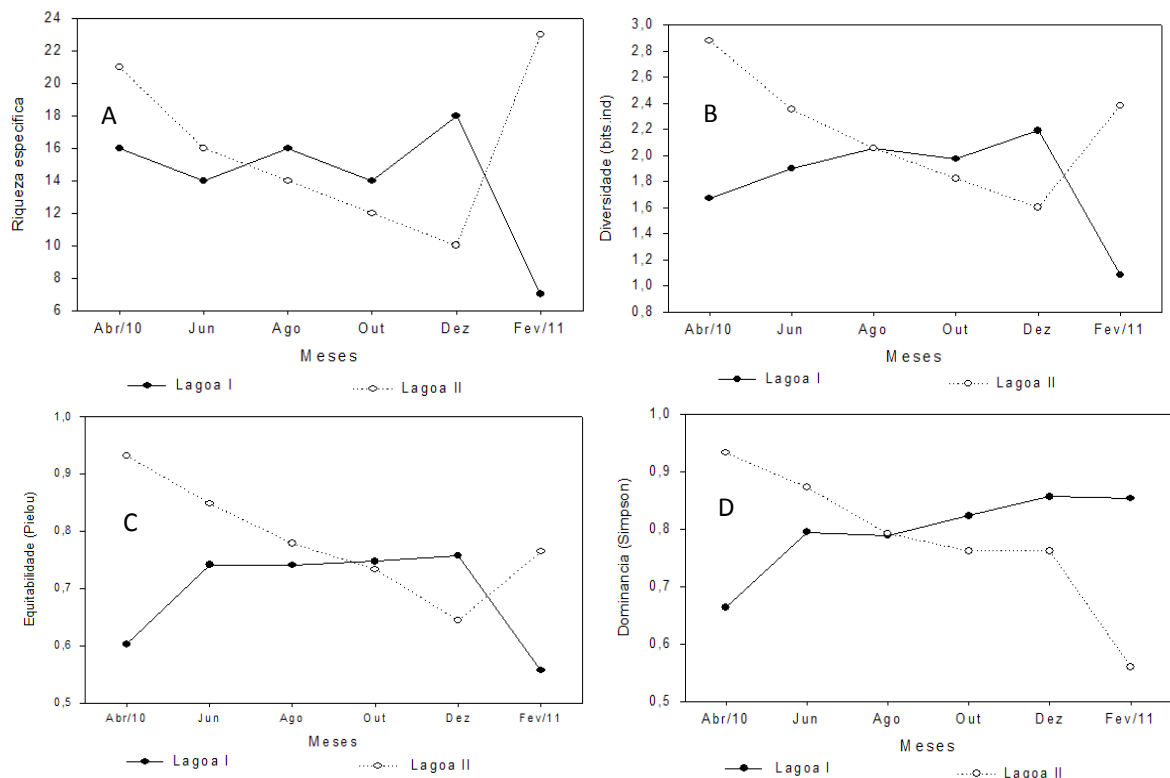 24
22
20
18
16
14
12
10
8
6
Riqueza especifica
A
Abr/10 Jun Ago Out Dez Fev/11
Meses
Lagoa I Lagoa II
3,0
2,8
2,6
2,4
2,2
2,0
1,8
1,6
1,4
1,2
1,0
0,8
Diversidade (bits.ind)
B
Abr/10 Jun Ago Out Dez Fev/11
Meses
Lagoa I Lagoa II
1,0
0,9
0,8
0,7
0,6
0,5
Equitabilidade (Pielou)
C
Abr/10 Jun Ago Out Dez Fev/11
Meses
Lagoa I Lagoa II
1,0
0,9
0,8
0,7
0,6
0,5
Dominancia (Simpson)
D
Abr/10 Jun Ago Out Dez Fev/11
Meses
Lagoa I Lagoa II